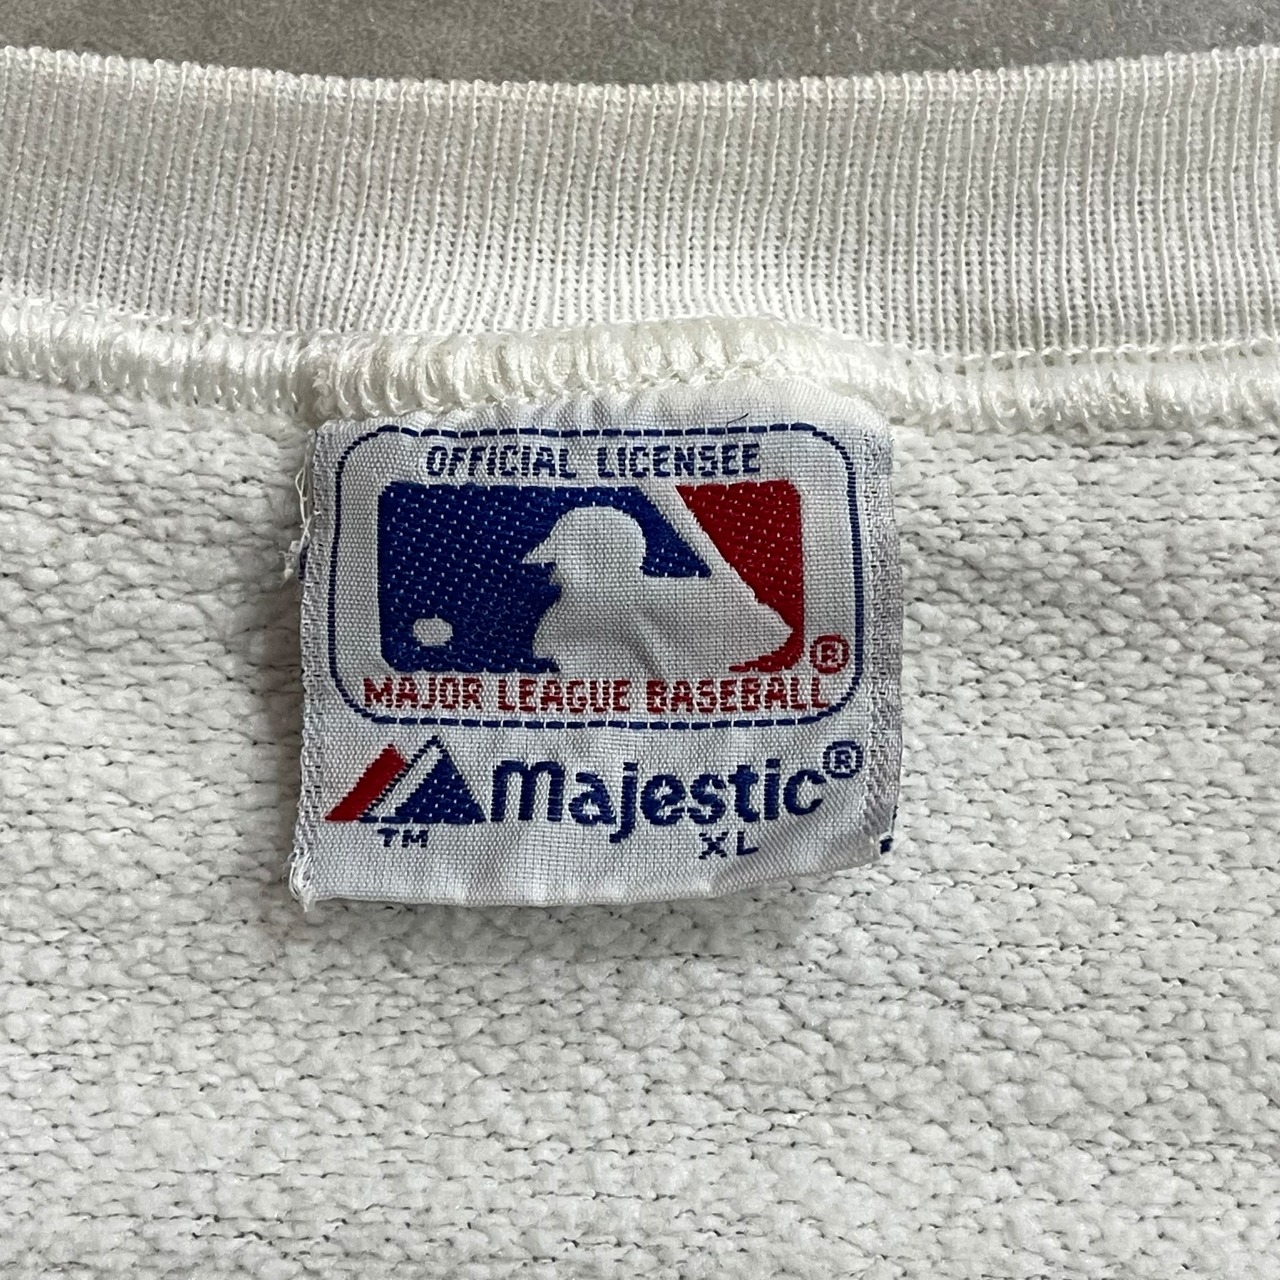 OFFICIAL LICENSEE
®
MAJOR LEAGUE BASEBALL
majestic®
TM
XL